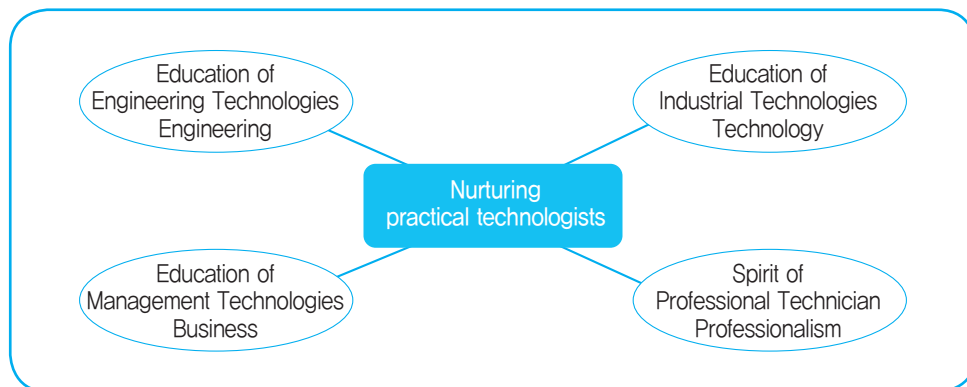 Education of
Engineering Technologies
Engineering
Education of
Industrial Technologies
Technology
Nurturing
practical technologists
Education of
Management Technologies
Business
Spirit of
Professional Technician
Professionalism